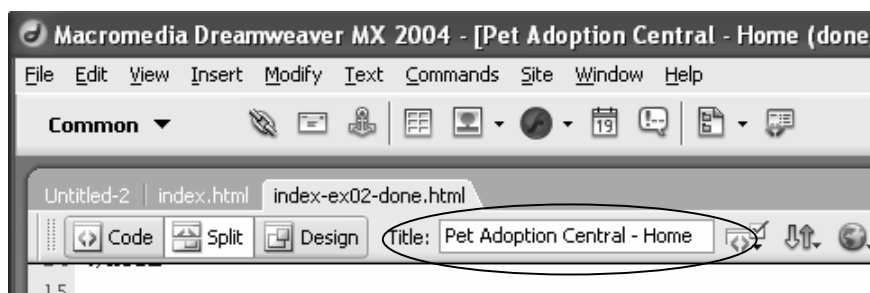 Macromedia Dreamweaver MX 2004 - [Pet Adoption Central - Home (done
File Edit View Insert Modify Text Commands Site Window Help
Common
19
Untitled-2 index.html index-ex02-done.html
Code Split Design Title: Pet Adoption Central - Home
15